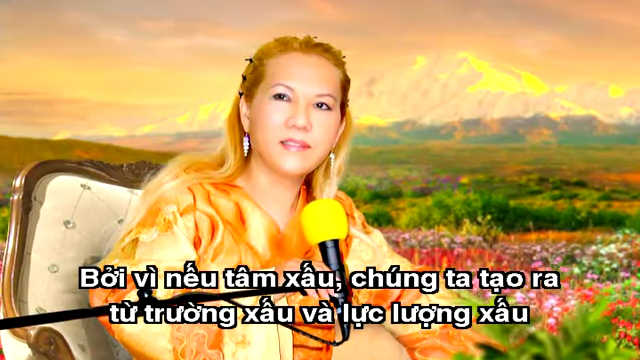 Bởi vì nếu tâm xấu, chúng ta tạo ra
từ trường xấu và lực lượng xấu